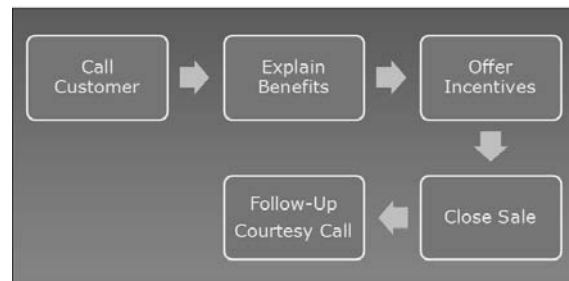 Call
Customer
Explain
Benefits
Offer
Incentives
Close Sale
Follow-Up
Courtesy Call